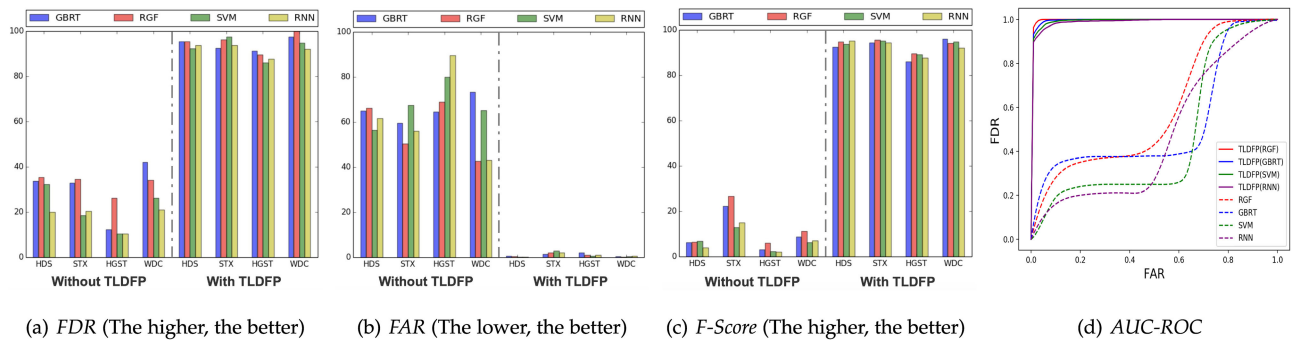 GBRT RGF SVM RNN
100
80
60
40
20
0
HDS STX HGST WDC HDS STX HGST WDC
Without TLDFP With TLDFP
(a) FDR (The higher, the better)
GBRT RGF SVM RNN
100
80
60
40
20
0
HDS STX HGST WDC HDS STX HGST WDC
Without TLDFP With TLDFP
(b) FAR (The lower, the better)
GBRT RGF SVM RNN
100
80
60
40
20
0
HDS STX HGST WDC HDS STX HGST WDC
Without TLDFP With TLDFP
(c) F-Score (The higher, the better)
FDR
1.0
0.8
0.6
0.4
0.2
0.0
TLDFP(RGF)
TLDFP(GBRT)
TLDFP(SVM)
TLDFP(RNN)
RGF
GBRT
SVM
RNN
0.0 0.2 0.4 0.6 0.8 1.0
FAR
(d) AUC-ROC